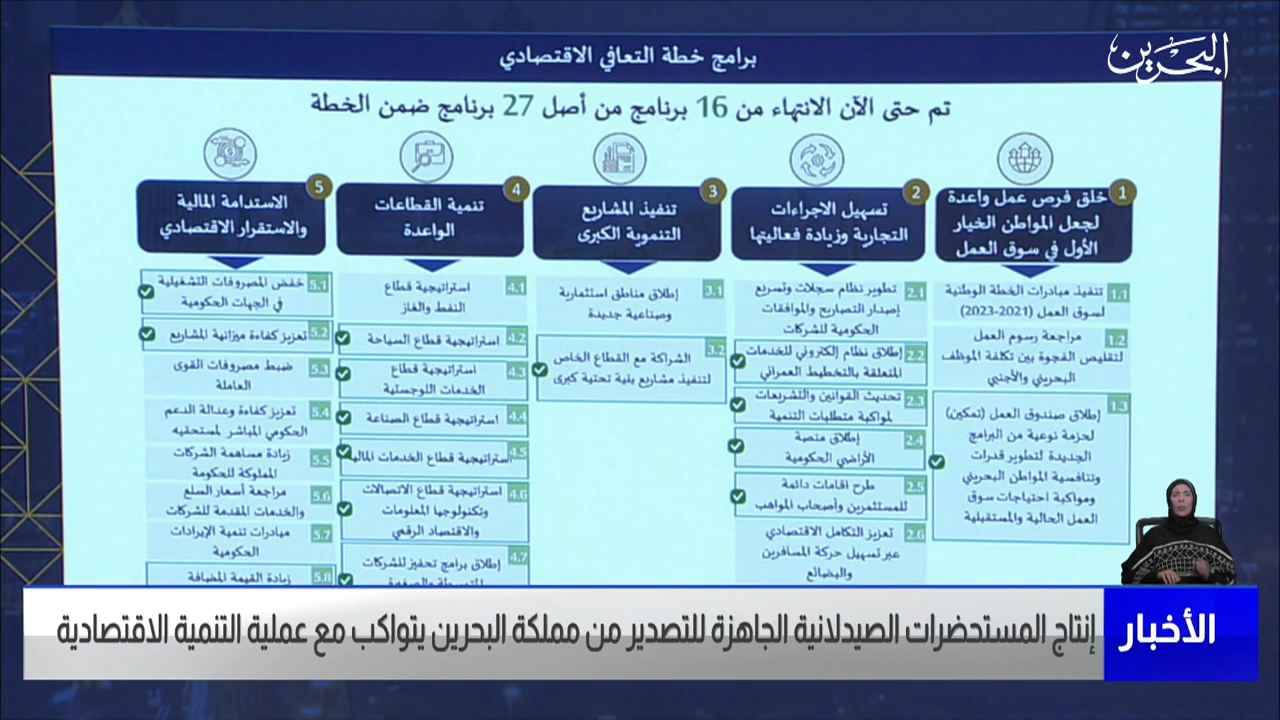 البحرين
برامج خطة التعافي الاقتصادي
تم حتى الآن الانتهاء من 16 برنامج من أصل 27 برنامج ضمن الخطة
1
خلق فرص عمل واعدة
لجعل المواطن الخيار
الأول في سوق العمل
1.1
تنفيذ مبادرات الخطة الوطنية
لسوق العمل (2021-2023)
1.2
مراجعة رسوم العمل
لتقليص الفجوة بين تكلفة الموظف
البحريني والأجنبي
1.3
إطلاق صندوق العمل (تمكين)
لحزمة نوعية من البرامج
الجديدة لتطوير قدرات
وتنافسية المواطن البحريني
ومواكبة احتياجات سوق
العمل الحالية والمستقبلية
2
تسهيل الاجراءات
التجارية وزيادة فعاليتها
2.1
تطوير نظام سجلات وتسريع
إصدار التصاريح والموافقات
الحكومية للشركات
2.2
إطلاق نظام إلكتروني للخدمات
المتعلقة بالتخطيط العمراني
2.3
تحديث القوانين والتشريعات
لمواكبة متطلبات التنمية
2.4
إطلاق منصة
الأراضي الحكومية
2.5
طرح اقامات دائمة
للمستثمرين وأصحاب المواهب
2.6
تعزيز التكامل الاقتصادي
عبر تسهيل حركة المسافرين
والبضائع
3
تنفيذ المشاريع
التنموية الكبرى
3.1
إطلاق مناطق استثمارية
وصناعية جديدة
3.2
الشراكة مع القطاع الخاص
لتنفيذ مشاريع بنية تحتية كبرى
4
تنمية القطاعات
الواعدة
4.1
استراتيجية قطاع
النفط والغاز
4.2
استراتيجية قطاع السياحة
4.3
استراتيجية قطاع
الخدمات اللوجستية
4.4
استراتيجية قطاع الصناعة
4.5
استراتيجية قطاع الخدمات المالية
4.6
استراتيجية قطاع الاتصالات
وتكنولوجيا المعلومات
والاقتصاد الرقمي
4.7
إطلاق برامج تحفيز للشركات
المتوسطة والصغيرة
5
الاستدامة المالية
والاستقرار الاقتصادي
5.1
خفض المصروفات التشغيلية
في الجهات الحكومية
5.2
تعزيز كفاءة ميزانية المشاريع
5.3
ضبط مصروفات القوى
العاملة
5.4
تعزيز كفاءة وعدالة الدعم
الحكومي المباشر لمستحقيه
5.5
زيادة مساهمة الشركات
المملوكة للحكومة
5.6
مراجعة أسعار السلع
والخدمات المقدمة للشركات
5.7
مبادرات تنمية الإيرادات
الحكومية
5.8
زيادة القيمة المضافة
الأخبار
إنتاج المستحضرات الصيدلانية الجاهزة للتصدير من مملكة البحرين يتواكب مع عملية التنمية الاقتصادية